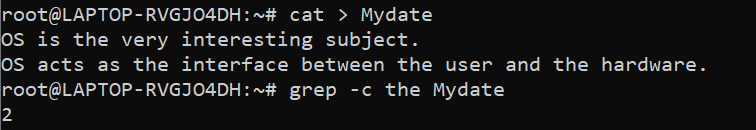 root@LAPTOP-RVGJO4DH:~# cat > Mydate
OS is the very interesting subject.
OS acts as the interface between the user and the hardware.
root@LAPTOP-RVGJO4DH:~# grep -c the Mydate
2